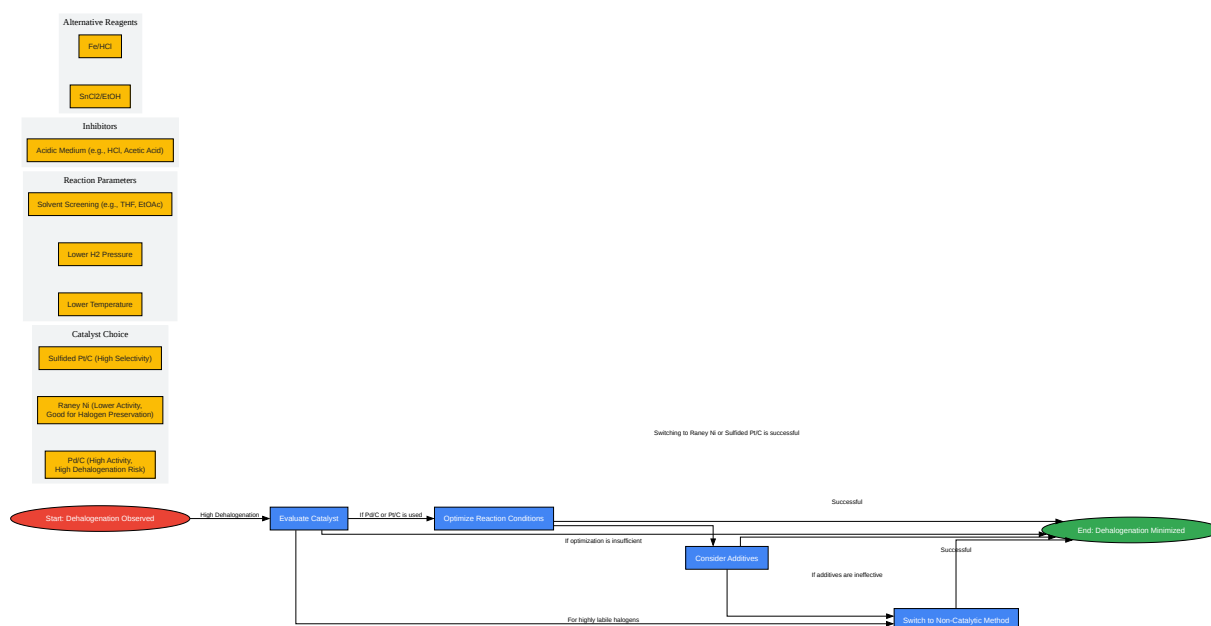 Alternative Reagents
Fe/HCl
SnCl2/EtOH
Inhibitors
Acidic Medium (e.g., HCl, Acetic Acid)
Reaction Parameters
Solvent Screening (e.g., THF, EtOAc)
Lower H2 Pressure
Lower Temperature
Catalyst Choice
Sulfided Pt/C (High Selectivity)
Raney Ni (Lower Activity,
Good for Halogen Preservation)
Pd/C (High Activity,
High Dehalogenation Risk)
Switching to Raney Ni or Sulfided Pt/C is successful
Start: Dehalogenation Observed
High Dehalogenation
Evaluate Catalyst
If Pd/C or Pt/C is used
Optimize Reaction Conditions
Successful
End: Dehalogenation Minimized
If optimization is insufficient
Consider Additives
Successful
If additives are ineffective
For highly labile halogens
Switch to Non-Catalytic Method